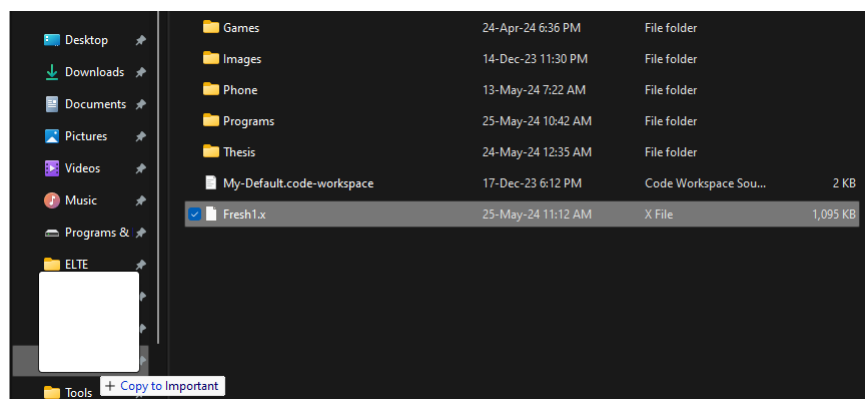 Desktop
Downloads
Documents
Pictures
Videos
Music
Programs &
ELTE
Tools
Games 24-Apr-24 6:36 PM File folder
Images 14-Dec-23 11:30 PM File folder
Phone 13-May-24 7:22 AM File folder
Programs 25-May-24 10:42 AM File folder
Thesis 24-May-24 12:35 AM File folder
My-Default.code-workspace 17-Dec-23 6:12 PM Code Workspace Sou... 2 KB
Fresh1.x 25-May-24 11:12 AM X File 1,095 KB
+ Copy to Important